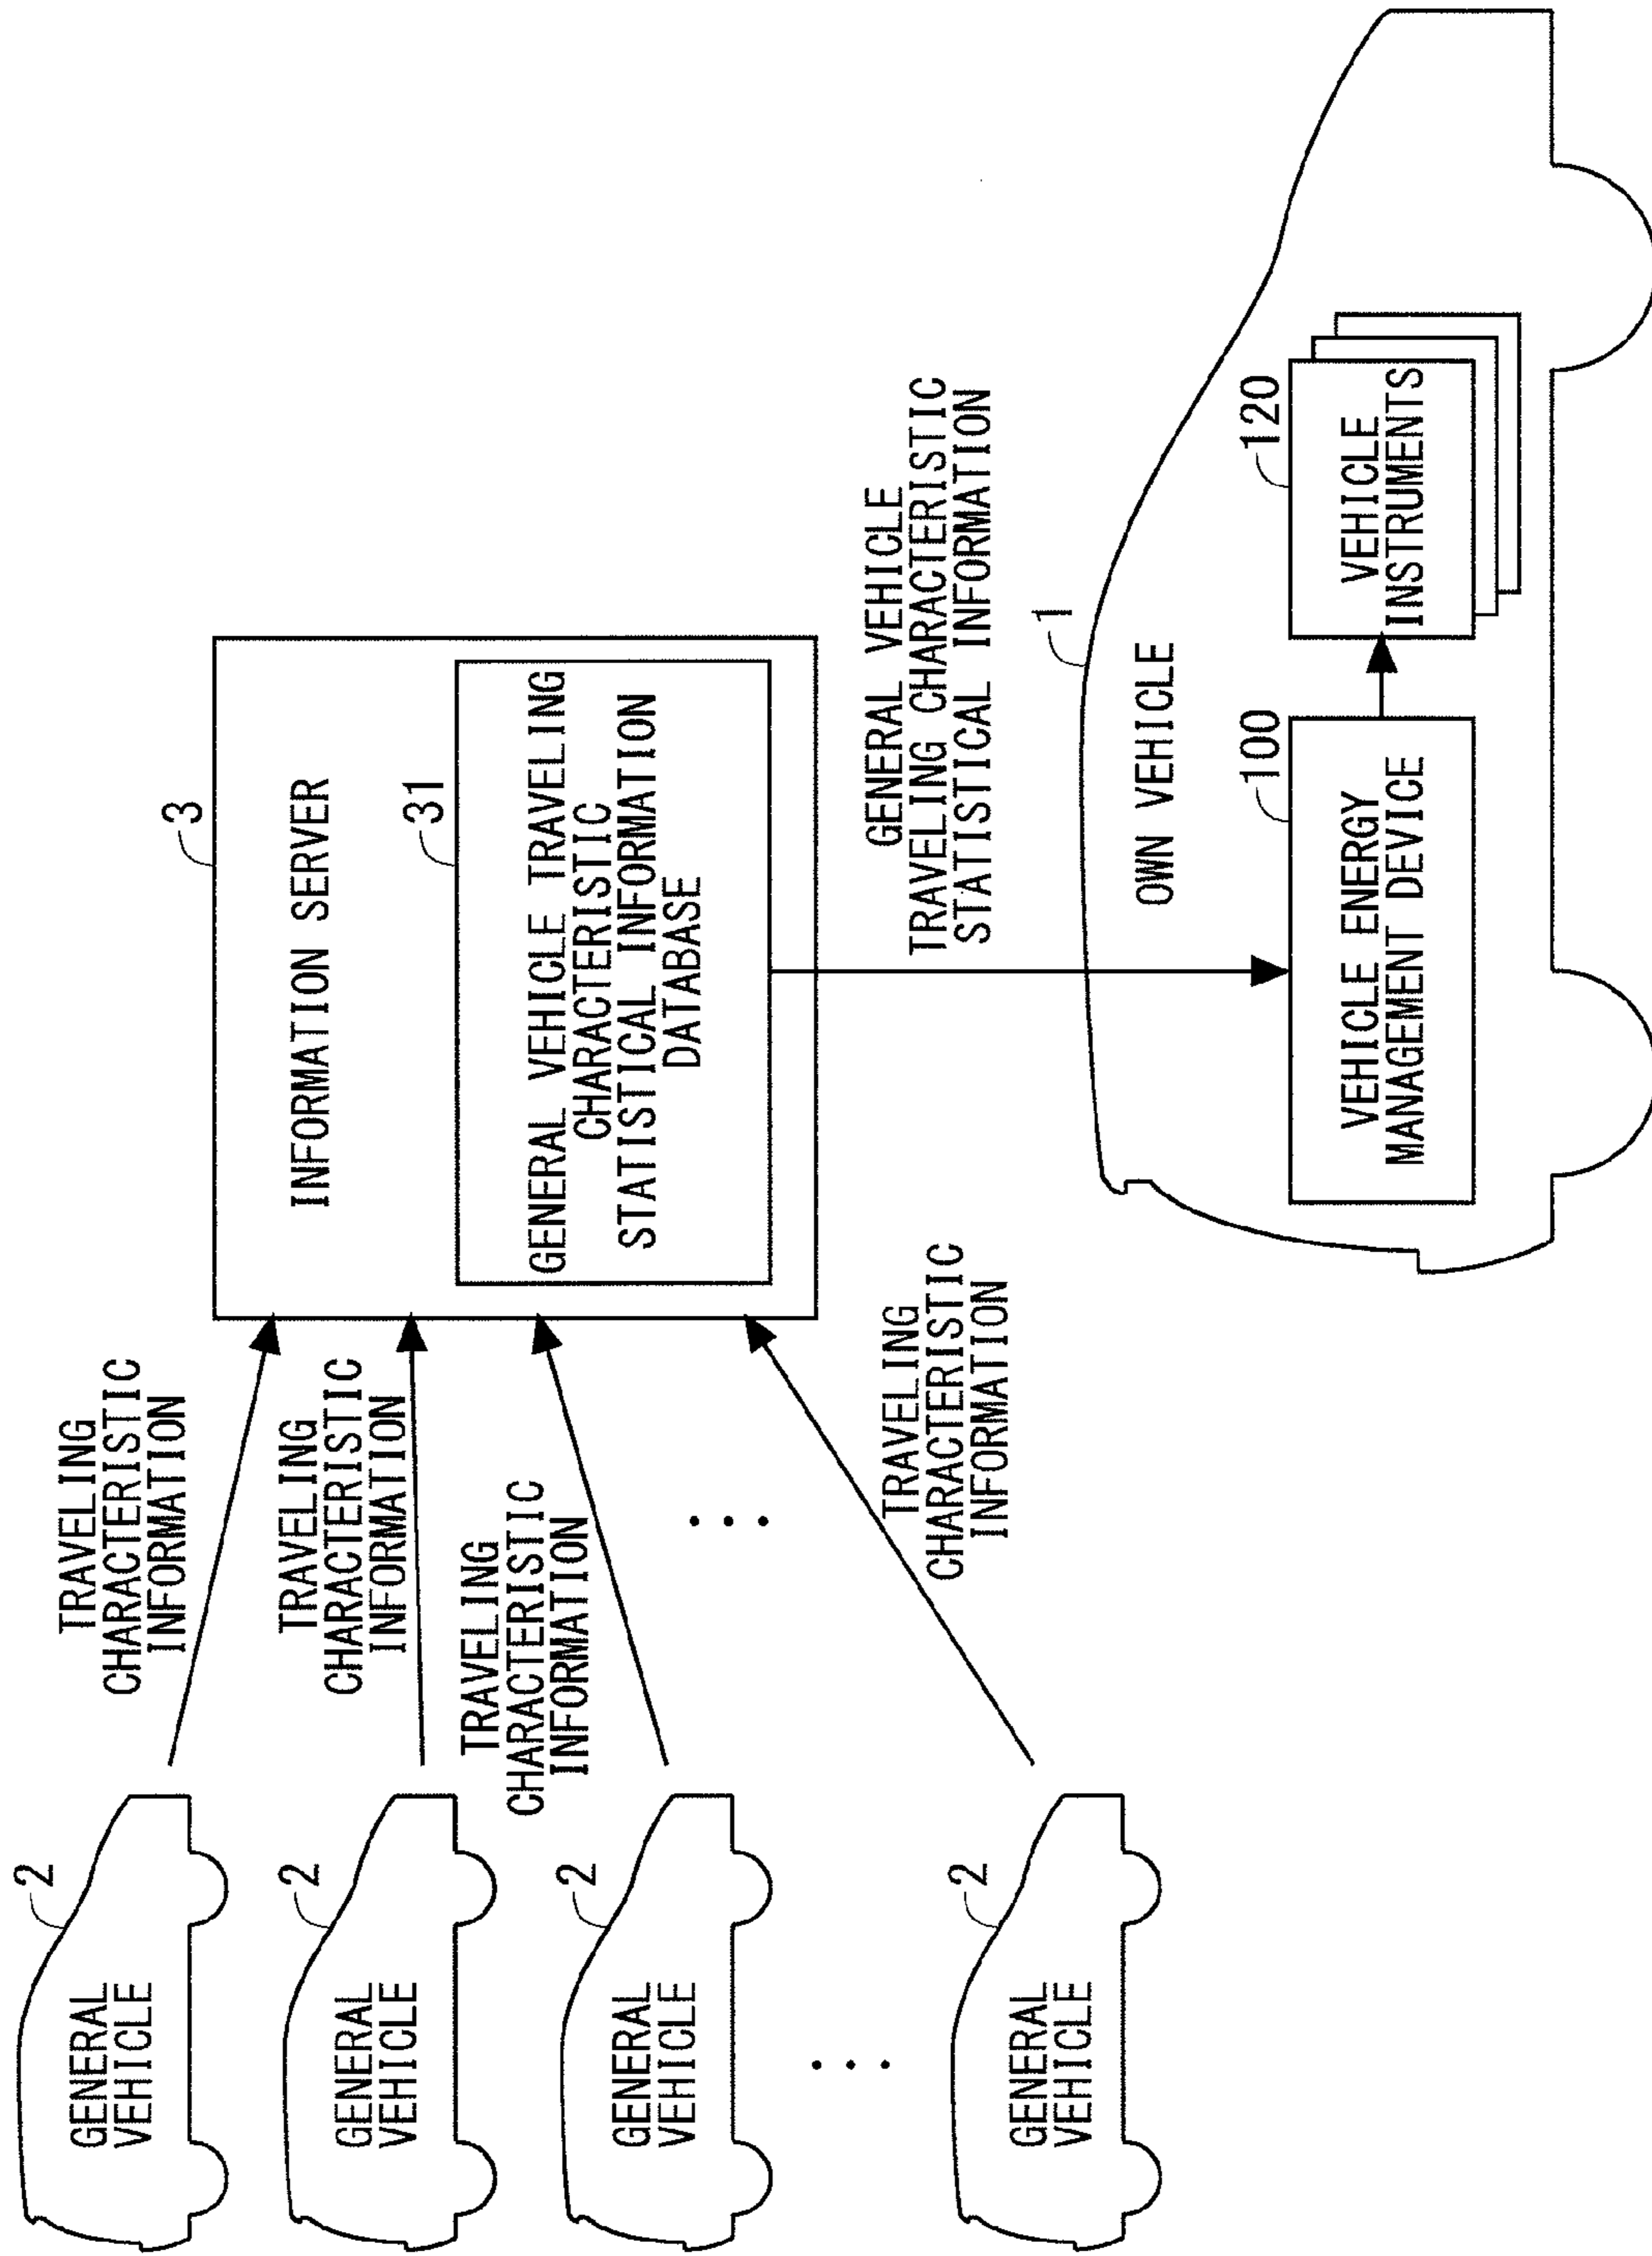 2
GENERAL
VEHICLE
2
GENERAL
VEHICLE
2
GENERAL
VEHICLE
2
GENERAL
VEHICLE
TRAVELING
CHARACTERISTIC
INFORMATION
TRAVELING
CHARACTERISTIC
INFORMATION
TRAVELING
CHARACTERISTIC
INFORMATION
...
...
TRAVELING
CHARACTERISTIC
INFORMATION
3
INFORMATION SERVER
31
GENERAL VEHICLE TRAVELING
CHARACTERISTIC
STATISTICAL INFORMATION
DATABASE
GENERAL VEHICLE
TRAVELING CHARACTERISTIC
STATISTICAL INFORMATION
1
OWN VEHICLE
100
VEHICLE ENERGY
MANAGEMENT DEVICE
120
VEHICLE
INSTRUMENTS